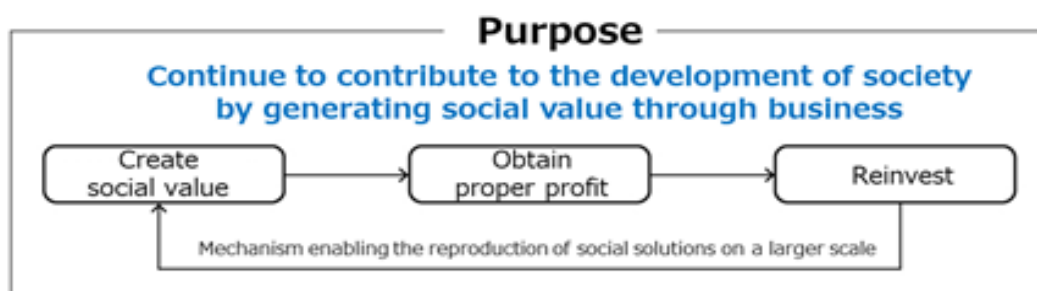 Purpose
Continue to contribute to the development of society
by generating social value through business
Create
social value
Obtain
proper profit
Reinvest
Mechanism enabling the reproduction of social solutions on a larger scale